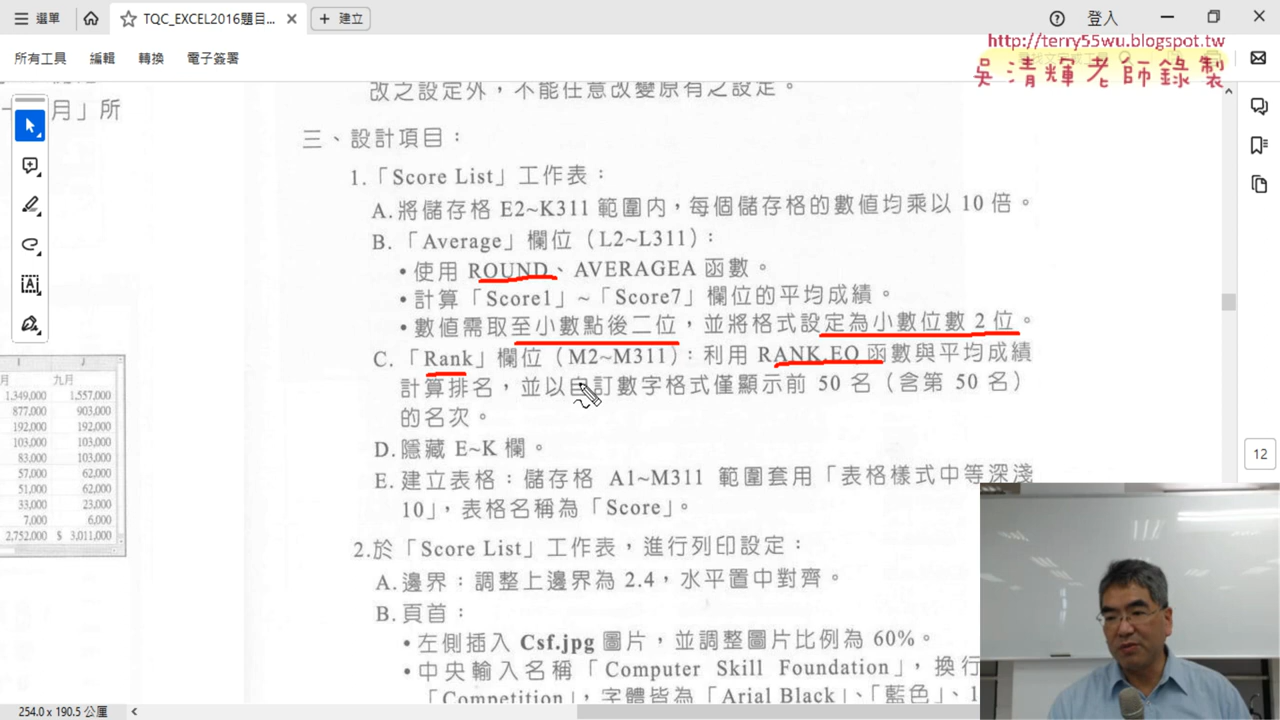 選單
TQC_EXCEL2016題目...
建立
登入
http://terry55wu.blogspot.tw
所有工具 編輯 轉換 電子簽署
吳清輝老師錄製
改之設定外，不能任意改變原有之設定。
月」所
三、設計項目：
1.「Score List」工作表：
A.將儲存格 E2~K311 範圍內，每個儲存格的數值均乘以 10 倍。
B.「Average」欄位（L2~L311）：
•使用 ROUND、AVERAGEA 函數。
•計算「Score1」~「Score7」欄位的平均成績。
•數值需取至小數點後二位，並將格式設定為小數位數 2 位。
C.「Rank」欄位（M2~M311）：利用 RANK.EQ 函數與平均成績
計算排名，並以自訂數字格式僅顯示前 50 名（含第 50 名）
的名次。
D.隱藏 E~K 欄。
E.建立表格：儲存格 A1~M311 範圍套用「表格樣式中等深淺
10」，表格名稱為「Score」。
2.於「Score List」工作表，進行列印設定：
A.邊界：調整上邊界為 2.4，水平置中對齊。
B.頁首：
•左側插入 Csf.jpg 圖片，並調整圖片比例為 60%。
•中央輸入名稱「Computer Skill Foundation」，換行
「Competition」，字體皆為「Arial Black」、「藍色」、1
I J
月 九月
1,349,000 1,557,000
877,000 903,000
192,000 192,000
103,000 103,000
83,000 103,000
57,000 62,000
51,000 62,000
33,000 23,000
7,000 6,000
2,752,000 $ 3,011,000
12
254.0 x 190.5 公厘